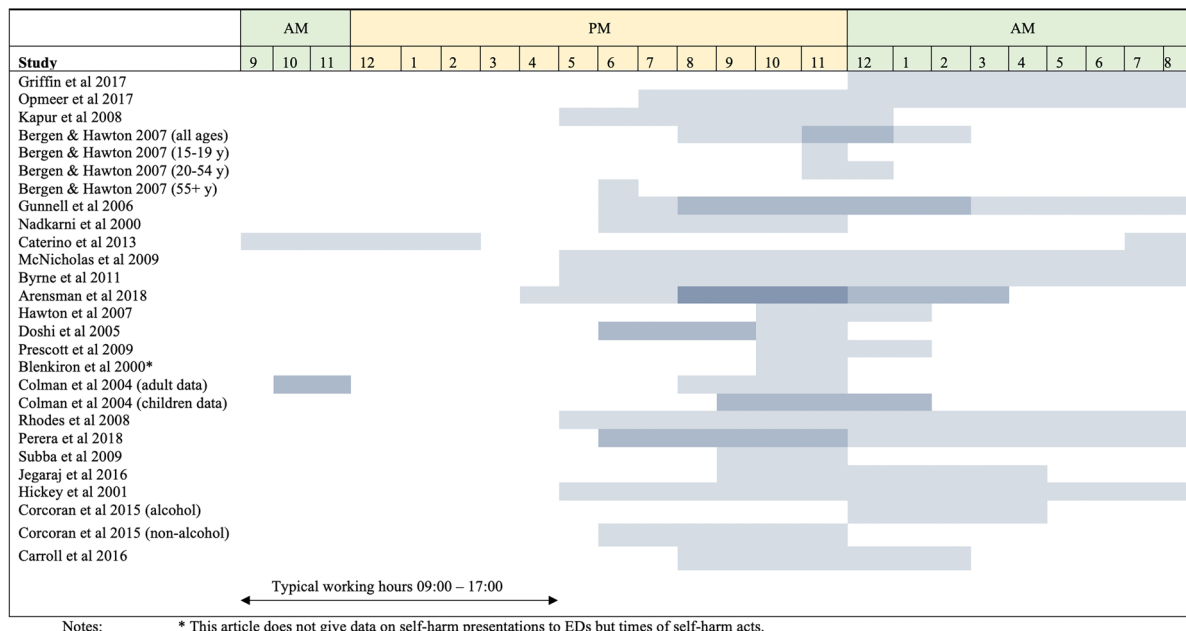 AM PM AM
Study 9 10 11 12 1 2 3 4 5 6 7 8 9 10 11 12 1 2 3 4 5 6 7 8
Griffin et al 2017
Opmeer et al 2017
Kapur et al 2008
Bergen & Hawton 2007 (all ages)
Bergen & Hawton 2007 (15-19 y)
Bergen & Hawton 2007 (20-54 y)
Bergen & Hawton 2007 (55+ y)
Gunnell et al 2006
Nadkarni et al 2000
Caterino et al 2013
McNicholas et al 2009
Byrne et al 2011
Arensman et al 2018
Hawton et al 2007
Doshi et al 2005
Prescott et al 2009
Blenkiron et al 2000*
Colman et al 2004 (adult data)
Colman et al 2004 (children data)
Rhodes et al 2008
Perera et al 2018
Subba et al 2009
Jegaraj et al 2016
Hickey et al 2001
Corcoran et al 2015 (alcohol)
Corcoran et al 2015 (non-alcohol)
Carroll et al 2016
Typical working hours 09:00 – 17:00
Notes: * This article does not give data on self-harm presentations to EDs but times of self-harm acts.